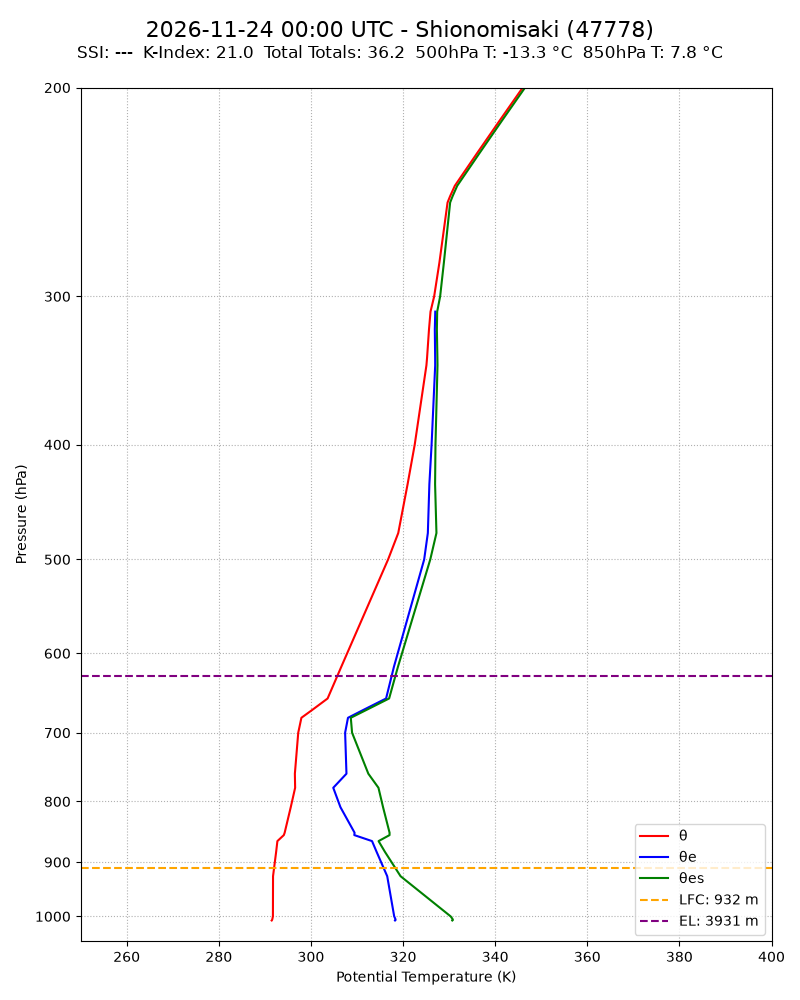 2026-11-24 00:00 UTC - Shionomisaki (47778)
SSI: ---  K-Index: 21.0  Total Totals: 36.2  500hPa T: -13.3 °C  850hPa T: 7.8 °C
200
300
400
500
600
700
800
900
1000
Pressure (hPa)
260 280 300 320 340 360 380 400
Potential Temperature (K)
θ
θe
θes
LFC: 932 m
EL: 3931 m